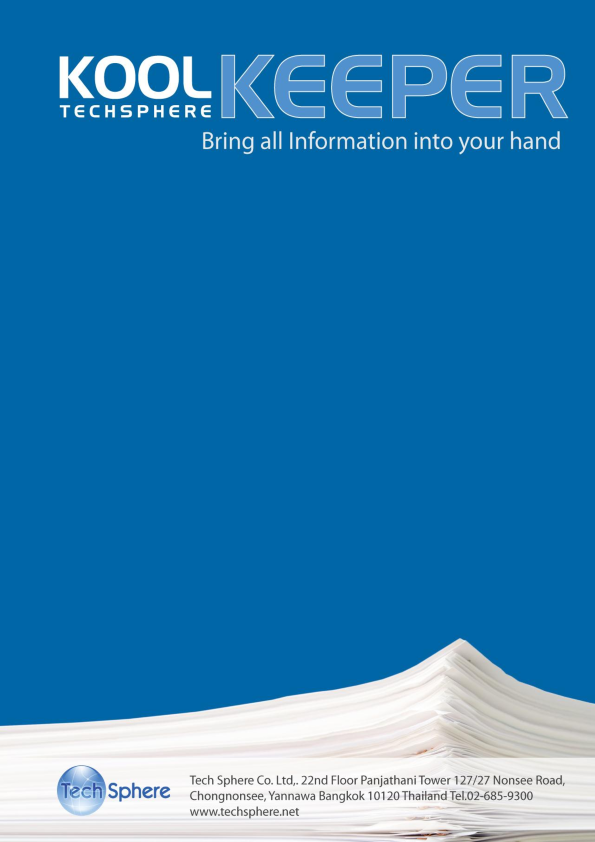 KOOL KEEPER
TECHSPHERE
Bring all Information into your hand
Tech Sphere
Tech Sphere Co. Ltd,. 22nd Floor Panjathani Tower 127/27 Nonsee Road,
Chongnonsee, Yannawa Bangkok 10120 Thailand Tel.02-685-9300
www.techsphere.net